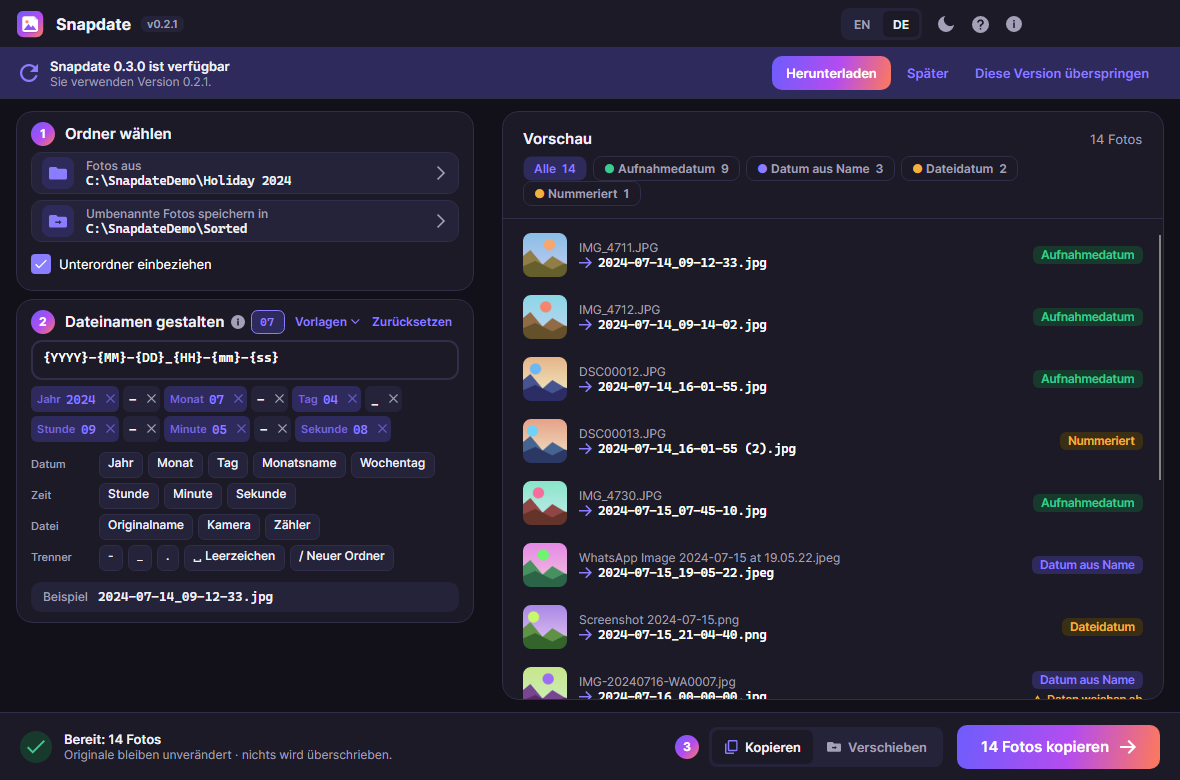 Snapdate v0.2.1 EN DE
Snapdate 0.3.0 ist verfügbar
Sie verwenden Version 0.2.1.
Herunterladen Später Diese Version überspringen
1 Ordner wählen
Fotos aus
C:\SnapdateDemo\Holiday 2024
Umbenannte Fotos speichern in
C:\SnapdateDemo\Sorted
Unterordner einbeziehen
2 Dateinamen gestalten 07 Vorlagen Zurücksetzen
{YYYY}-{MM}-{DD}_{HH}-{mm}-{ss}
Jahr 2024 × - × Monat 07 × - × Tag 04 × _ ×
Stunde 09 × - × Minute 05 × - × Sekunde 08 ×
Datum Jahr Monat Tag Monatsname Wochentag
Zeit Stunde Minute Sekunde
Datei Originalname Kamera Zähler
Trenner - _ . ␣ Leerzeichen / Neuer Ordner
Beispiel 2024-07-14_09-12-33.jpg
Vorschau 14 Fotos
Alle 14 Aufnahmedatum 9 Datum aus Name 3 Dateidatum 2
Nummeriert 1
IMG_4711.JPG
→ 2024-07-14_09-12-33.jpg Aufnahmedatum
IMG_4712.JPG
→ 2024-07-14_09-14-02.jpg Aufnahmedatum
DSC00012.JPG
→ 2024-07-14_16-01-55.jpg Aufnahmedatum
DSC00013.JPG
→ 2024-07-14_16-01-55 (2).jpg Nummeriert
IMG_4730.JPG
→ 2024-07-15_07-45-10.jpg Aufnahmedatum
WhatsApp Image 2024-07-15 at 19.05.22.jpeg
→ 2024-07-15_19-05-22.jpeg Datum aus Name
Screenshot 2024-07-15.png
→ 2024-07-15_21-04-40.png Dateidatum
IMG-20240716-WA0007.jpg Datum aus Name
→ 2024-07-16_00-00-00.jpg ⚠ Daten weichen ab
Bereit: 14 Fotos
Originale bleiben unverändert · nichts wird überschrieben.
3 Kopieren Verschieben 14 Fotos kopieren →